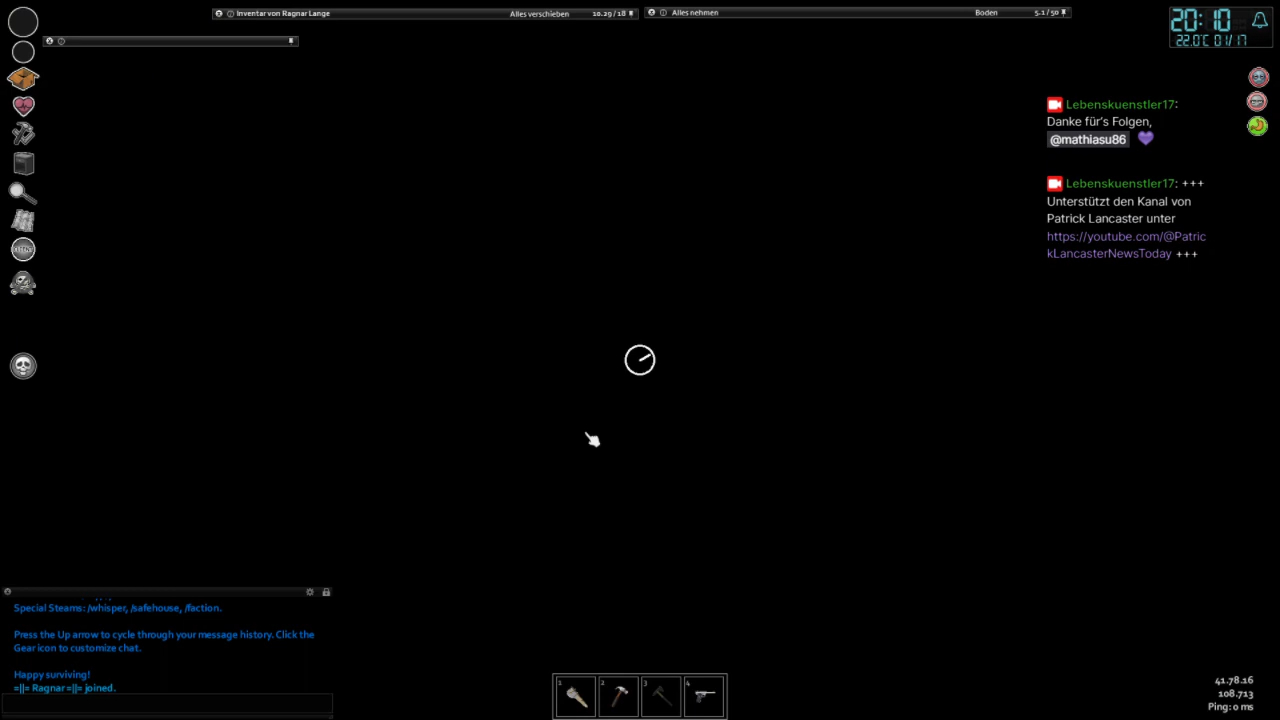 Inventar von Ragnar Lange
Alles verschieben
10.29 / 18
Alles nehmen
Boden
5.1 / 50
20:10
22.0°C 01/17
Lebenskuenstler17:
Danke für's Folgen,
@mathiasu86
Lebenskuenstler17: +++
Unterstützt den Kanal von
Patrick Lancaster unter
https://youtube.com/@Patric
kLancasterNewsToday +++
Special Steams: /whisper, /safehouse, /faction.
Press the Up arrow to cycle through your message history. Click the
Gear icon to customize chat.
Happy surviving!
=||= Ragnar =||= joined.
1
2
3
4
41.78.16
108.713
Ping: 0 ms